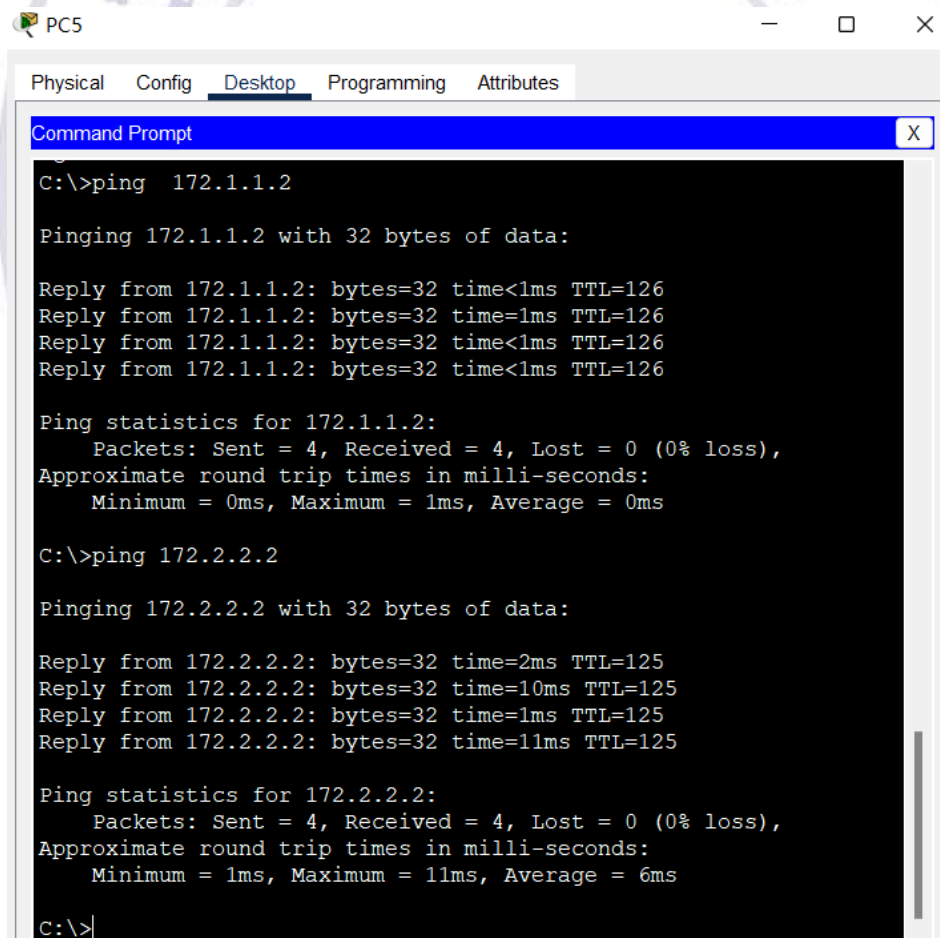 PC5
Physical Config Desktop Programming Attributes
Command Prompt X
C:\>ping  172.1.1.2
Pinging 172.1.1.2 with 32 bytes of data:
Reply from 172.1.1.2: bytes=32 time<1ms TTL=126
Reply from 172.1.1.2: bytes=32 time=1ms TTL=126
Reply from 172.1.1.2: bytes=32 time<1ms TTL=126
Reply from 172.1.1.2: bytes=32 time<1ms TTL=126
Ping statistics for 172.1.1.2:
    Packets: Sent = 4, Received = 4, Lost = 0 (0% loss),
Approximate round trip times in milli-seconds:
    Minimum = 0ms, Maximum = 1ms, Average = 0ms
C:\>ping 172.2.2.2
Pinging 172.2.2.2 with 32 bytes of data:
Reply from 172.2.2.2: bytes=32 time=2ms TTL=125
Reply from 172.2.2.2: bytes=32 time=10ms TTL=125
Reply from 172.2.2.2: bytes=32 time=1ms TTL=125
Reply from 172.2.2.2: bytes=32 time=11ms TTL=125
Ping statistics for 172.2.2.2:
    Packets: Sent = 4, Received = 4, Lost = 0 (0% loss),
Approximate round trip times in milli-seconds:
    Minimum = 1ms, Maximum = 11ms, Average = 6ms
C:\>